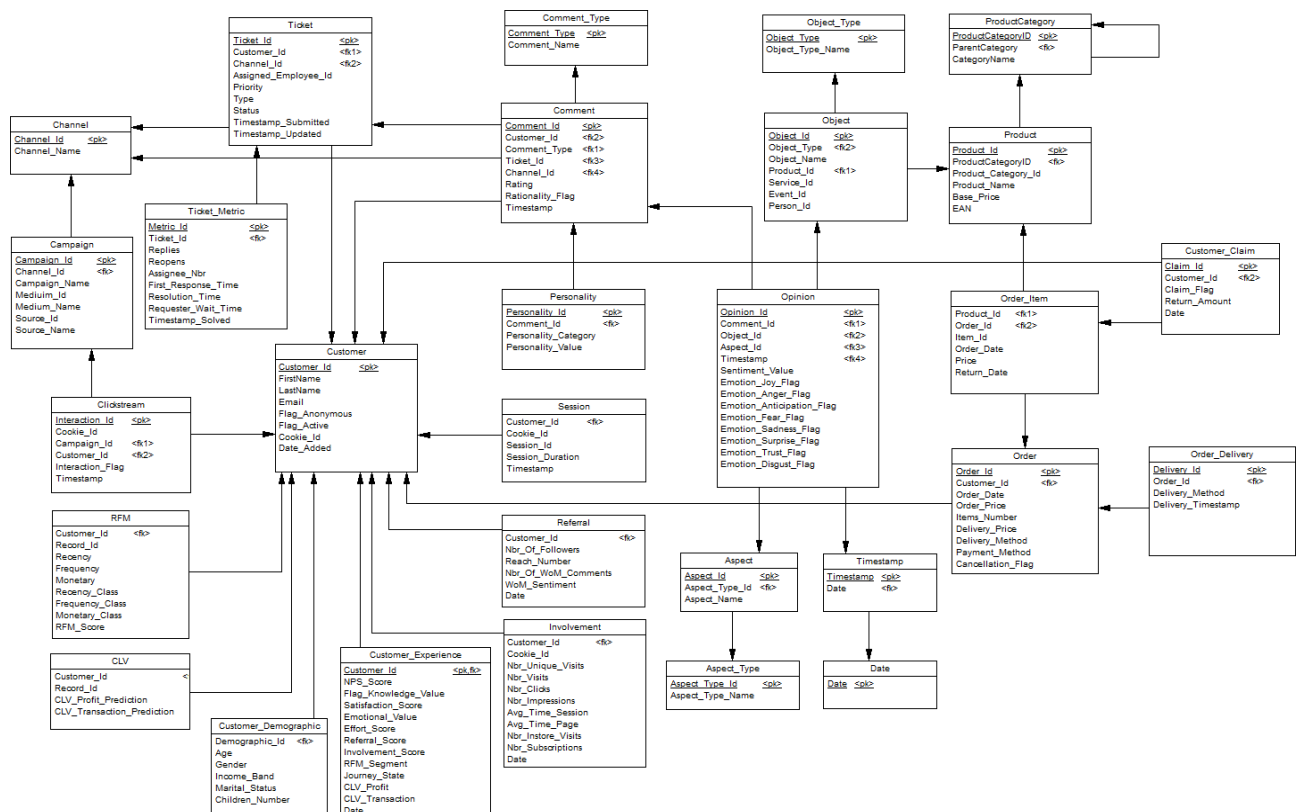 Ticket
Ticket_Id <pk>
Customer_Id <fk1>
Channel_Id <fk2>
Assigned_Employee_Id
Priority
Type
Status
Timestamp_Submitted
Timestamp_Updated
Comment_Type
Comment_Type <pk>
Comment_Name
Object_Type
Object_Type <pk>
Object_Type_Name
ProductCategory
ProductCategoryID <pk>
ParentCategory <fk>
CategoryName
Channel
Channel_Id <pk>
Channel_Name
Comment
Comment_Id <pk>
Customer_Id <fk2>
Comment_Type <fk1>
Ticket_Id <fk3>
Channel_Id <fk4>
Rating
Rationality_Flag
Timestamp
Object
Object_Id <pk>
Object_Type <fk2>
Object_Name
Product_Id <fk1>
Service_Id
Event_Id
Person_Id
Product
Product_Id <pk>
ProductCategoryID <fk>
Product_Category_Id
Product_Name
Base_Price
EAN
Ticket_Metric
Metric_Id <pk>
Ticket_Id <fk>
Replies
Reopens
Assignee_Nbr
First_Response_Time
Resolution_Time
Requester_Wait_Time
Timestamp_Solved
Campaign
Campaign_Id <pk>
Channel_Id <fk>
Campaign_Name
Mediuim_Id
Medium_Name
Source_Id
Source_Name
Customer_Claim
Claim_Id <pk>
Customer_Id <fk2>
Claim_Flag
Return_Amount
Date
Personality
Personality_Id <pk>
Comment_Id <fk>
Personality_Category
Personality_Value
Opinion
Opinion_Id <pk>
Comment_Id <fk1>
Object_Id <fk2>
Aspect_Id <fk3>
Timestamp <fk4>
Sentiment_Value
Emotion_Joy_Flag
Emotion_Anger_Flag
Emotion_Anticipation_Flag
Emotion_Fear_Flag
Emotion_Sadness_Flag
Emotion_Surprise_Flag
Emotion_Trust_Flag
Emotion_Disgust_Flag
Order_Item
Product_Id <fk1>
Order_Id <fk2>
Item_Id
Order_Date
Price
Return_Date
Customer
Customer_Id <pk>
FirstName
LastName
Email
Flag_Anonymous
Flag_Active
Cookie_Id
Date_Added
Clickstream
Interaction_Id <pk>
Cookie_Id
Campaign_Id <fk1>
Customer_Id <fk2>
Interaction_Flag
Timestamp
Session
Customer_Id <fk>
Cookie_Id
Session_Id
Session_Duration
Timestamp
Order
Order_Id <pk>
Customer_Id <fk>
Order_Date
Order_Price
Items_Number
Delivery_Price
Delivery_Method
Payment_Method
Cancellation_Flag
Order_Delivery
Delivery_Id <pk>
Order_Id <fk>
Delivery_Method
Delivery_Timestamp
RFM
Customer_Id <fk>
Record_Id
Recency
Frequency
Monetary
Recency_Class
Frequency_Class
Monetary_Class
RFM_Score
Referral
Customer_Id <fk>
Nbr_Of_Followers
Reach_Number
Nbr_Of_WoM_Comments
WoM_Sentiment
Date
Aspect
Aspect_Id <pk>
Aspect_Type_Id <fk>
Aspect_Name
Timestamp
Timestamp <pk>
Date <fk>
CLV
Customer_Id <
Record_Id
CLV_Profit_Prediction
CLV_Transaction_Prediction
Customer_Demographic
Demographic_Id <fk>
Age
Gender
Income_Band
Marital_Status
Children_Number
Customer_Experience
Customer_Id <pk,fk>
NPS_Score
Flag_Knowledge_Value
Satisfaction_Score
Emotional_Value
Effort_Score
Referral_Score
Involvement_Score
RFM_Segment
Journey_State
CLV_Profit
CLV_Transaction
Date
Involvement
Customer_Id <fk>
Cookie_Id
Nbr_Unique_Visits
Nbr_Visits
Nbr_Clicks
Nbr_Impressions
Avg_Time_Session
Avg_Time_Page
Nbr_Instore_Visits
Nbr_Subscriptions
Date
Aspect_Type
Aspect_Type_Id <pk>
Aspect_Type_Name
Date
Date <pk>